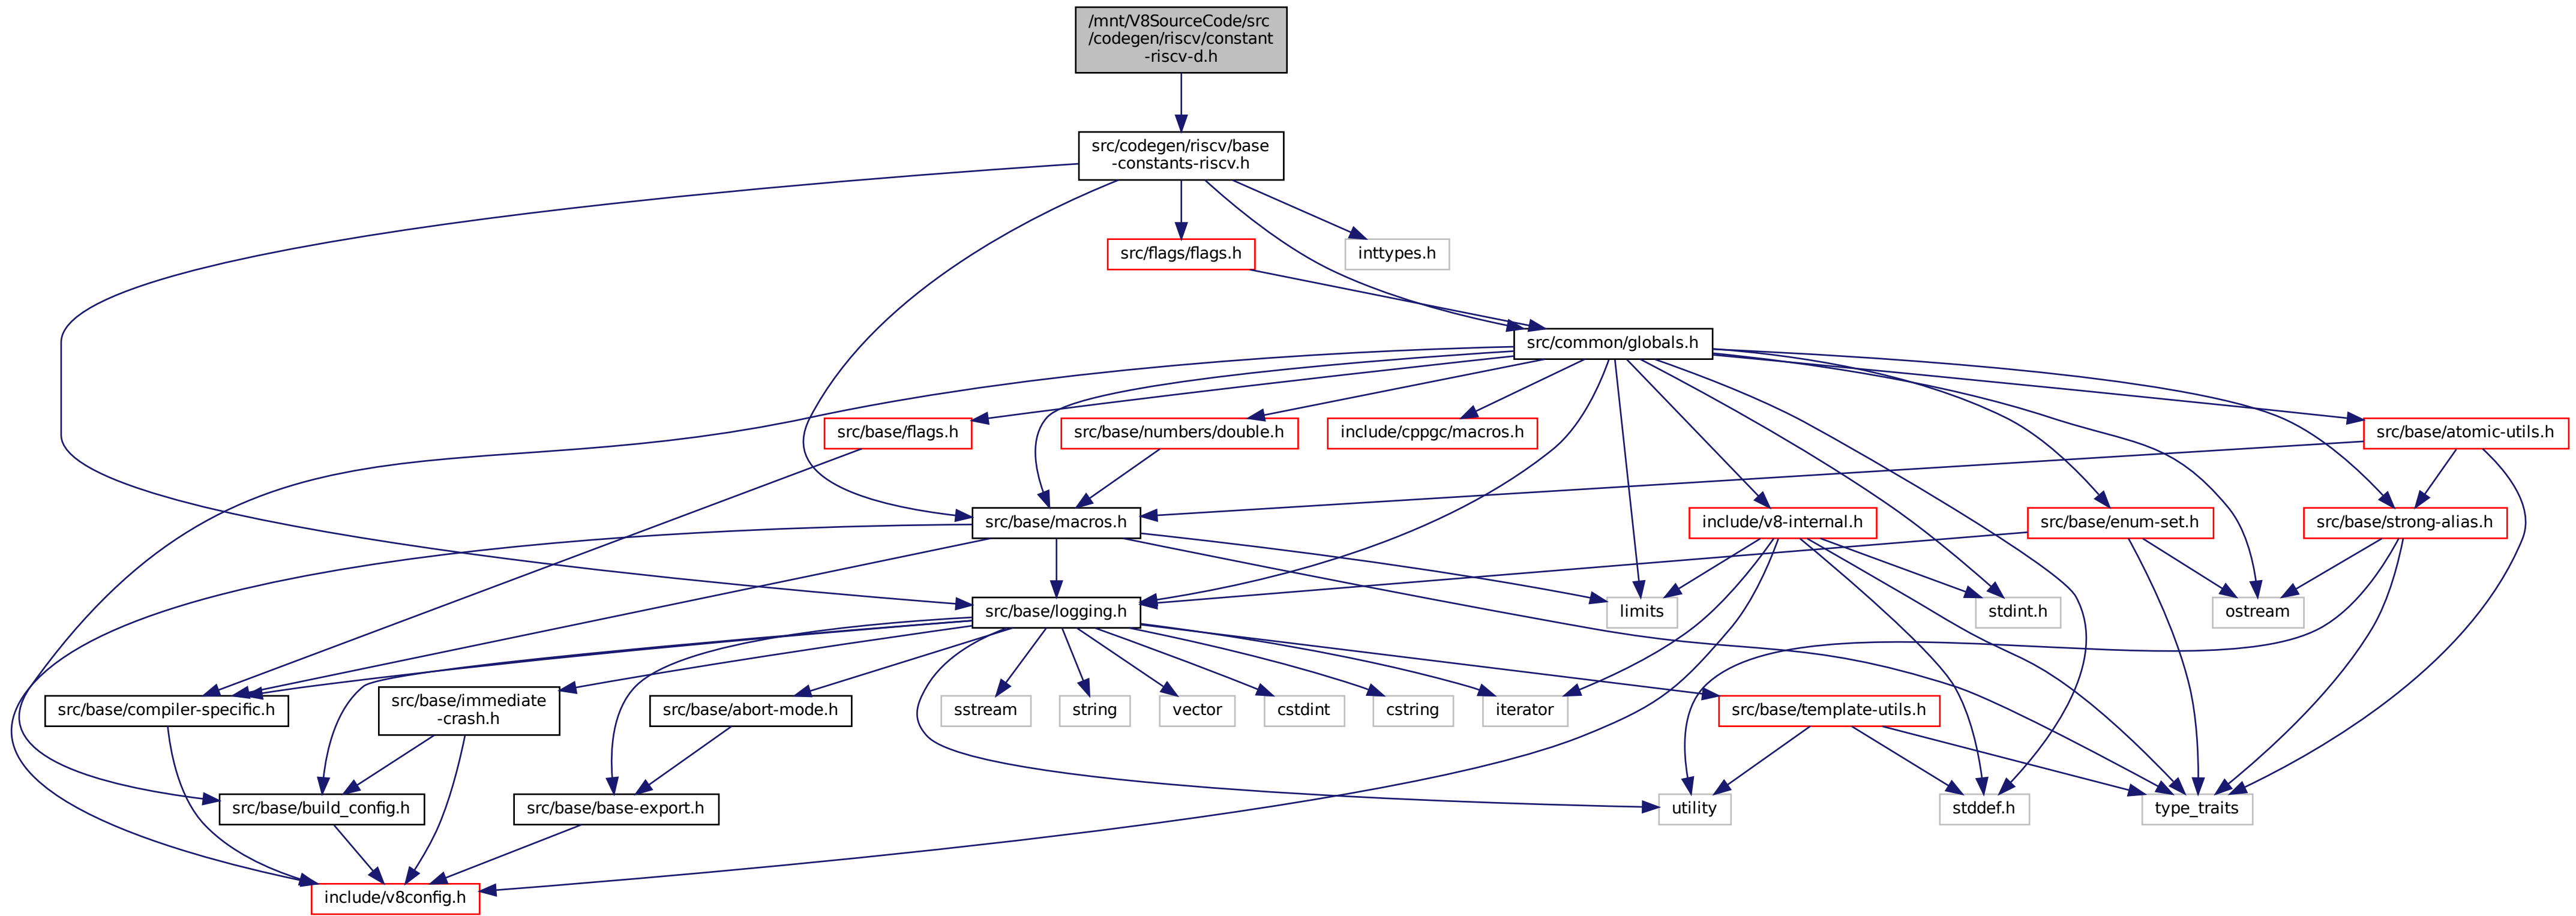 /mnt/V8SourceCode/src
/codegen/riscv/constant
-riscv-d.h
src/codegen/riscv/base
-constants-riscv.h
src/flags/flags.h
inttypes.h
src/common/globals.h
src/base/flags.h
src/base/numbers/double.h
include/cppgc/macros.h
src/base/atomic-utils.h
src/base/macros.h
include/v8-internal.h
src/base/enum-set.h
src/base/strong-alias.h
src/base/logging.h
limits
stdint.h
ostream
src/base/compiler-specific.h
src/base/immediate
-crash.h
src/base/abort-mode.h
sstream
string
vector
cstdint
cstring
iterator
src/base/template-utils.h
src/base/build_config.h
src/base/base-export.h
utility
stddef.h
type_traits
include/v8config.h